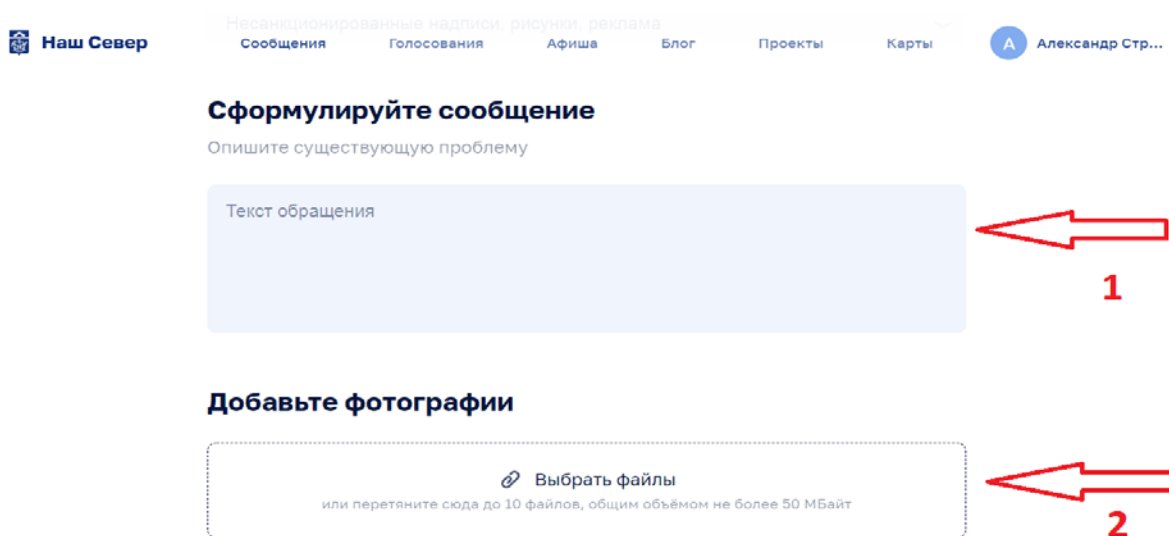 Несанкционированные надписи, рисунки, реклама
Наш Север Сообщения Голосования Афиша Блог Проекты Карты А Александр Стр...
Сформулируйте сообщение
Опишите существующую проблему
Текст обращения
1
Добавьте фотографии
Выбрать файлы
или перетяните сюда до 10 файлов, общим объёмом не более 50 МБайт
2